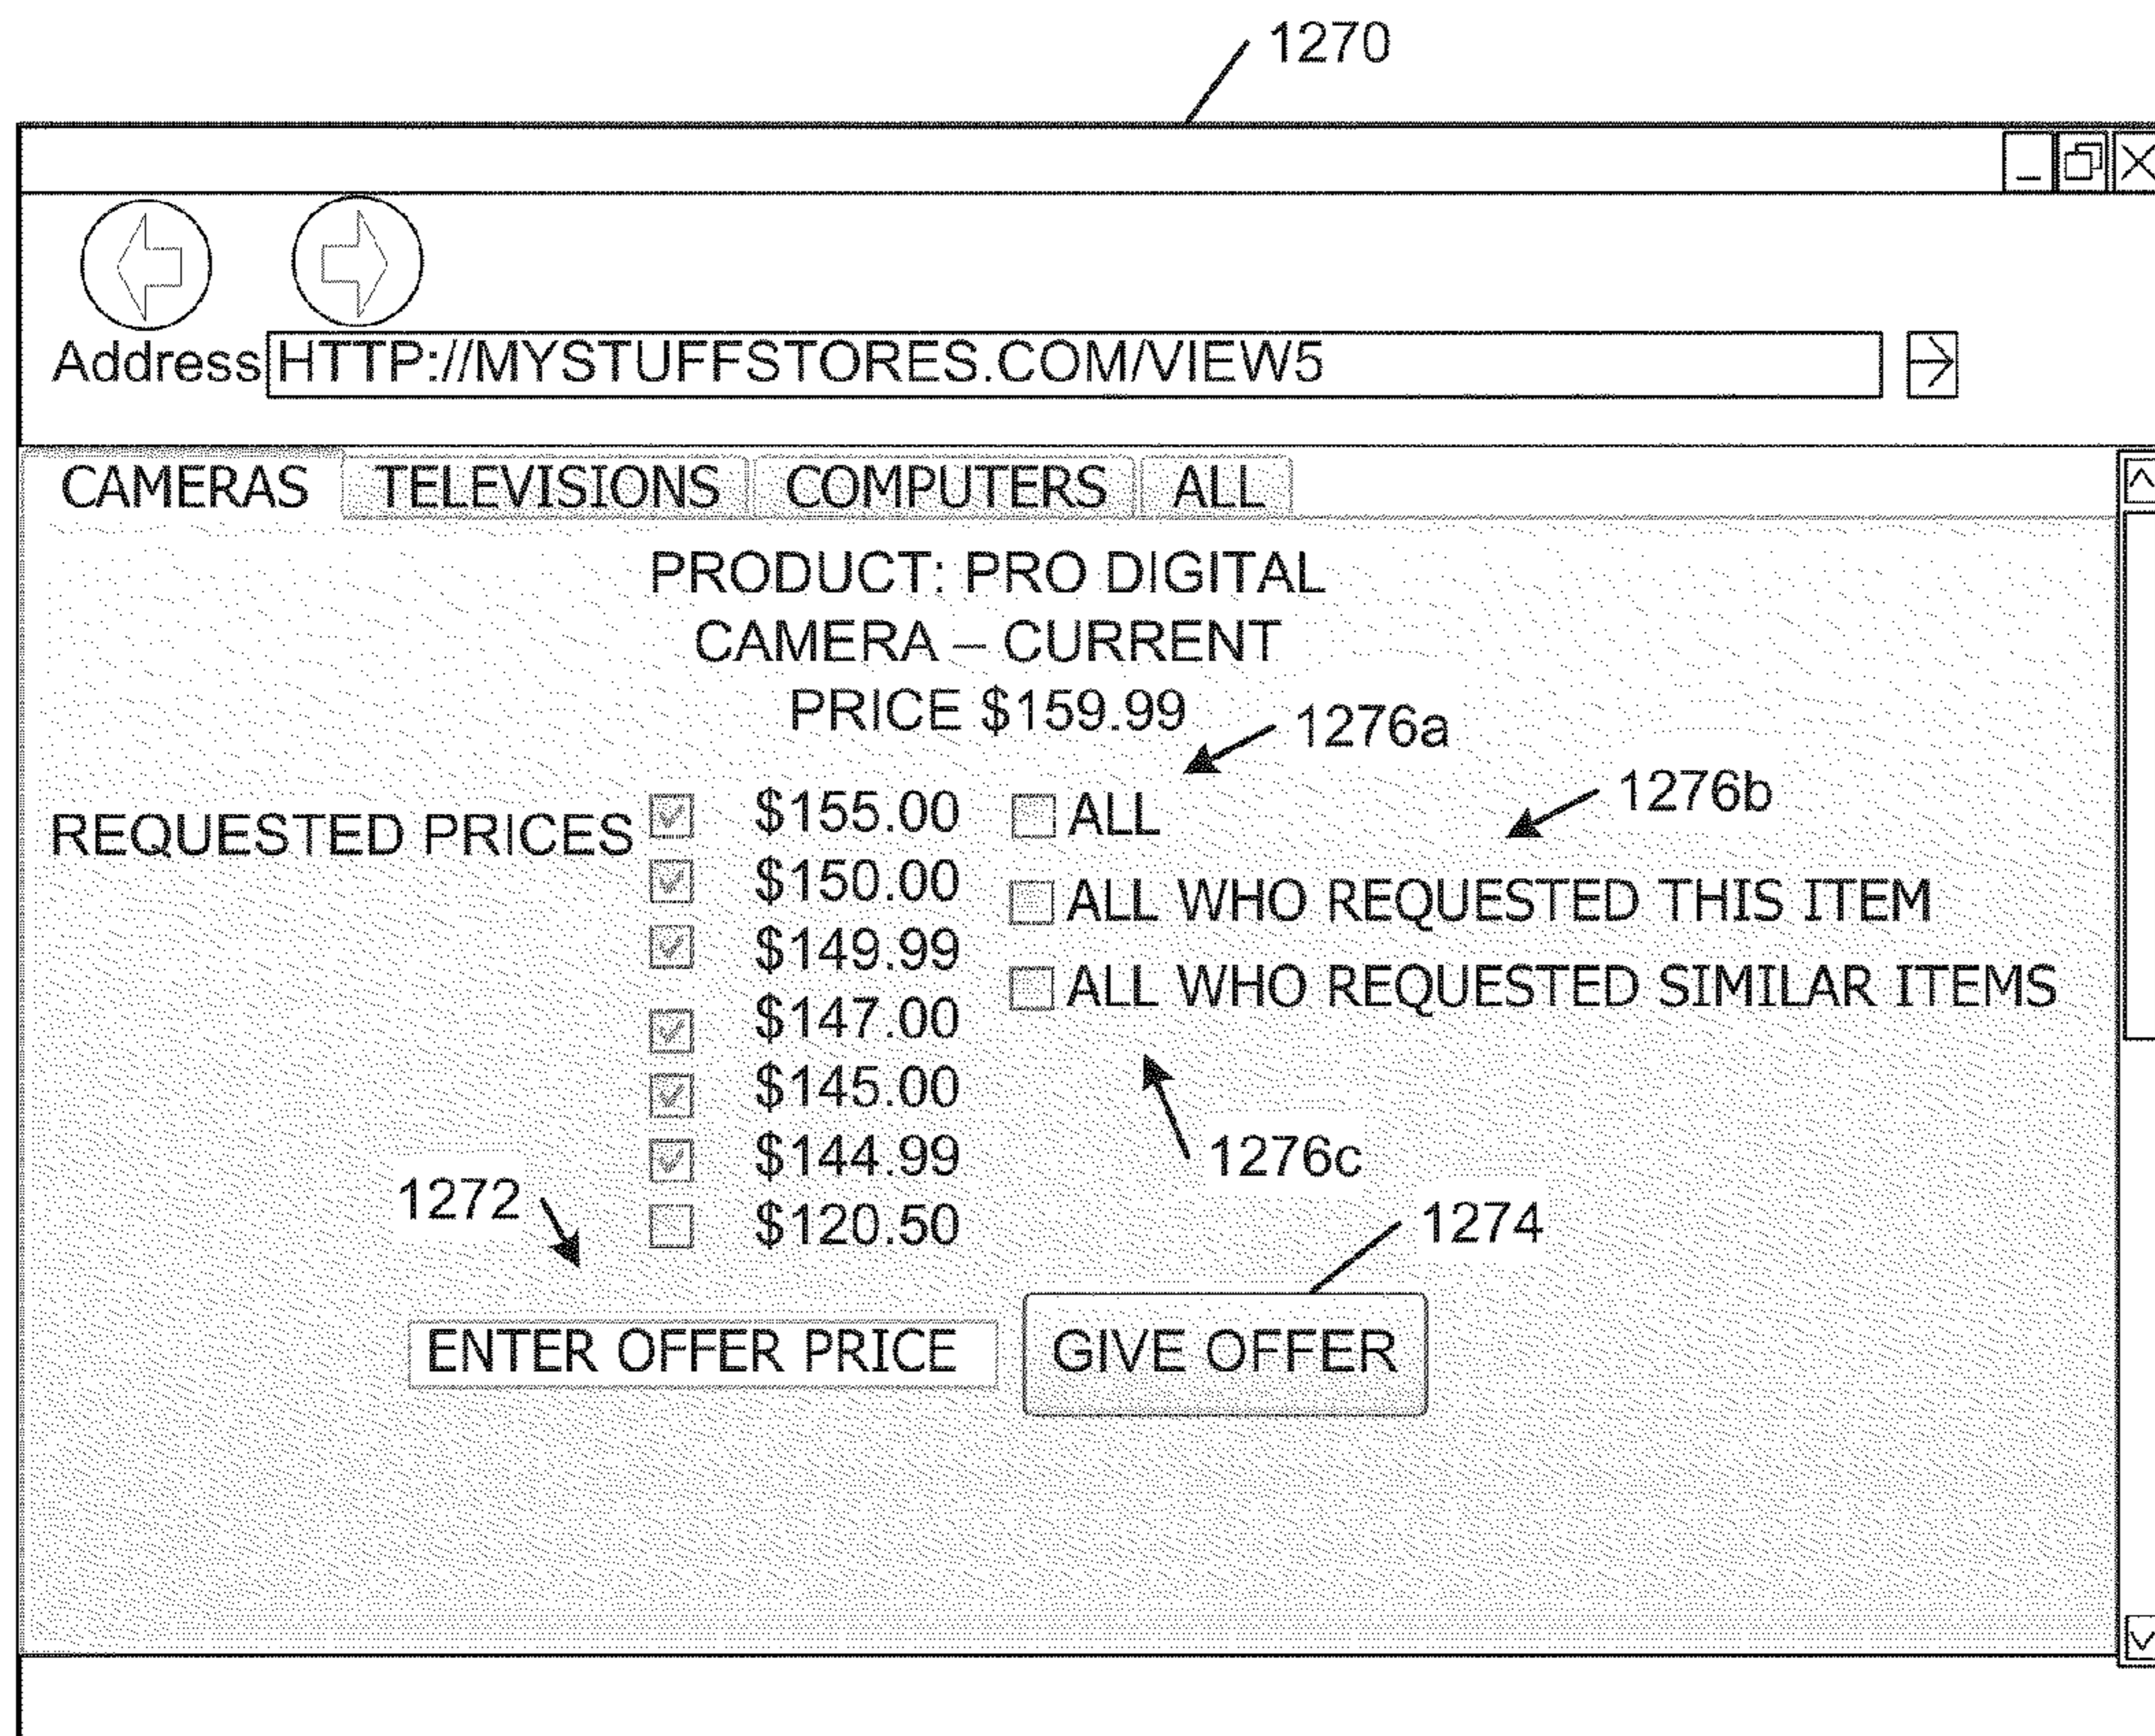 1270
Address HTTP://MYSTUFFSTORES.COM/VIEW5
CAMERAS TELEVISIONS COMPUTERS ALL
PRODUCT: PRO DIGITAL
CAMERA – CURRENT
PRICE $159.99
1276a
1276b
REQUESTED PRICES
$155.00
$150.00
$149.99
$147.00
$145.00
$144.99
$120.50
ALL
ALL WHO REQUESTED THIS ITEM
ALL WHO REQUESTED SIMILAR ITEMS
1276c
1272
1274
ENTER OFFER PRICE
GIVE OFFER